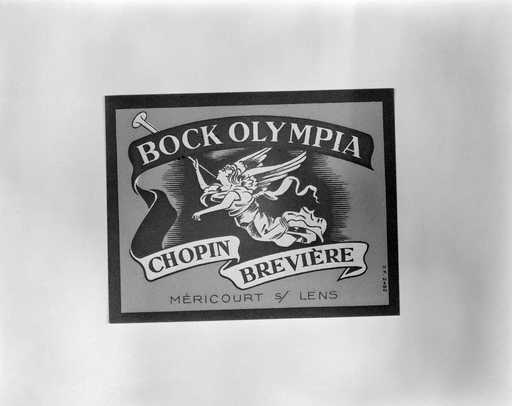 BOCK OLYMPIA
CHOPIN
BREVIÈRE
MÉRICOURT S/ LENS